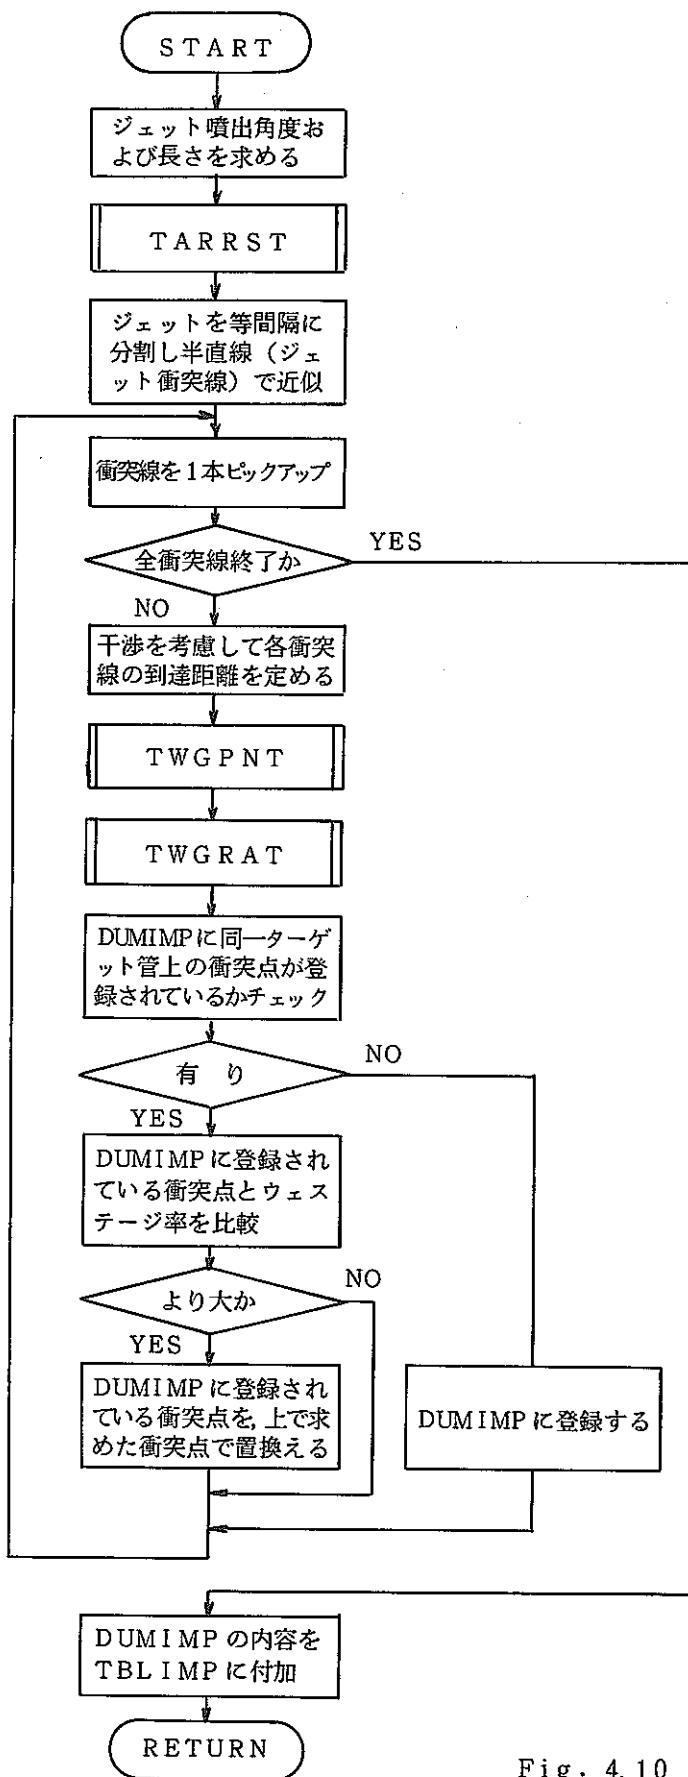 START
ジェット噴出角度お
よび長さを求める
TARRST
ジェットを等間隔に
分割し半直線（ジェ
ット衝突線）で近似
衝突線を1本ピックアップ
全衝突線終了か
YES
NO
干渉を考慮して各衝突
線の到達距離を定める
TWGPNT
TWGRAT
DUMIMPに同一ターゲ
ット管上の衝突点が登
録されているかチェック
有り
NO
YES
DUMIMPに登録され
ている衝突点とウェス
テージ率を比較
より大か
NO
YES
DUMIMPに登録され
ている衝突点を,上で求
めた衝突点で置換える
DUMIMPに登録する
DUMIMPの内容を
TBLIMPに付加
RETURN
Fig. 4.10